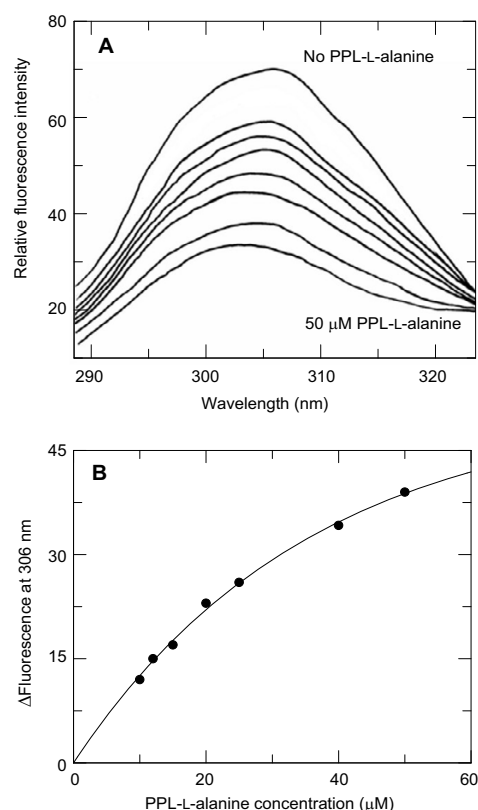 80
A
No PPL-L-alanine
60
40
20
50 μM PPL-L-alanine
Relative fluorescence intensity
290 300 310 320
Wavelength (nm)
45
B
30
15
0
ΔFluorescence at 306 nm
0 20 40 60
PPL-L-alanine concentration (μM)